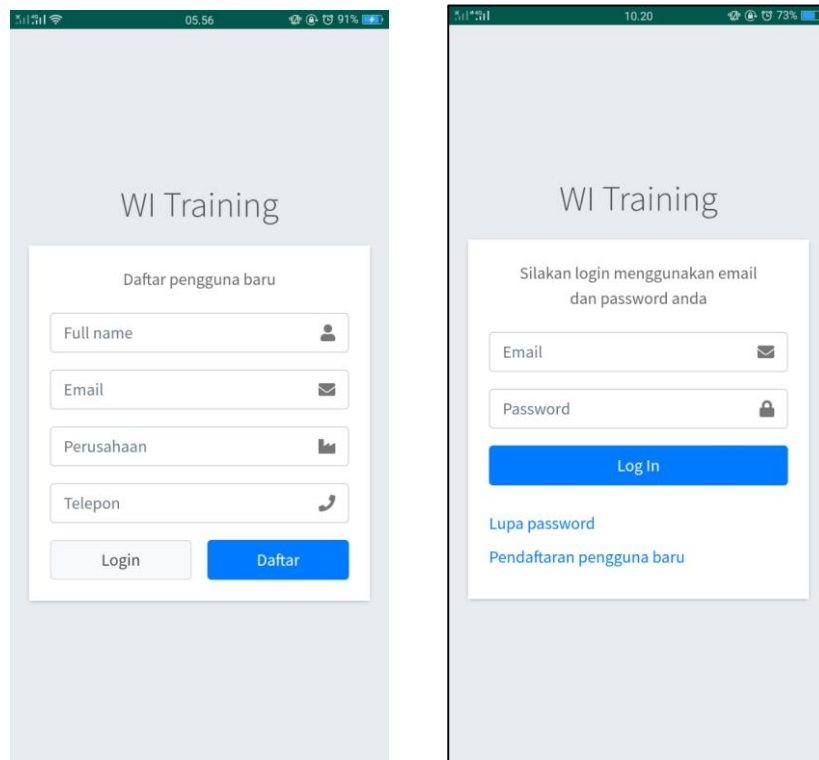 05.56
91%
WI Training
Daftar pengguna baru
Full name
Email
Perusahaan
Telepon
Login
Daftar
10.20
73%
WI Training
Silakan login menggunakan email
dan password anda
Email
Password
Log In
Lupa password
Pendaftaran pengguna baru